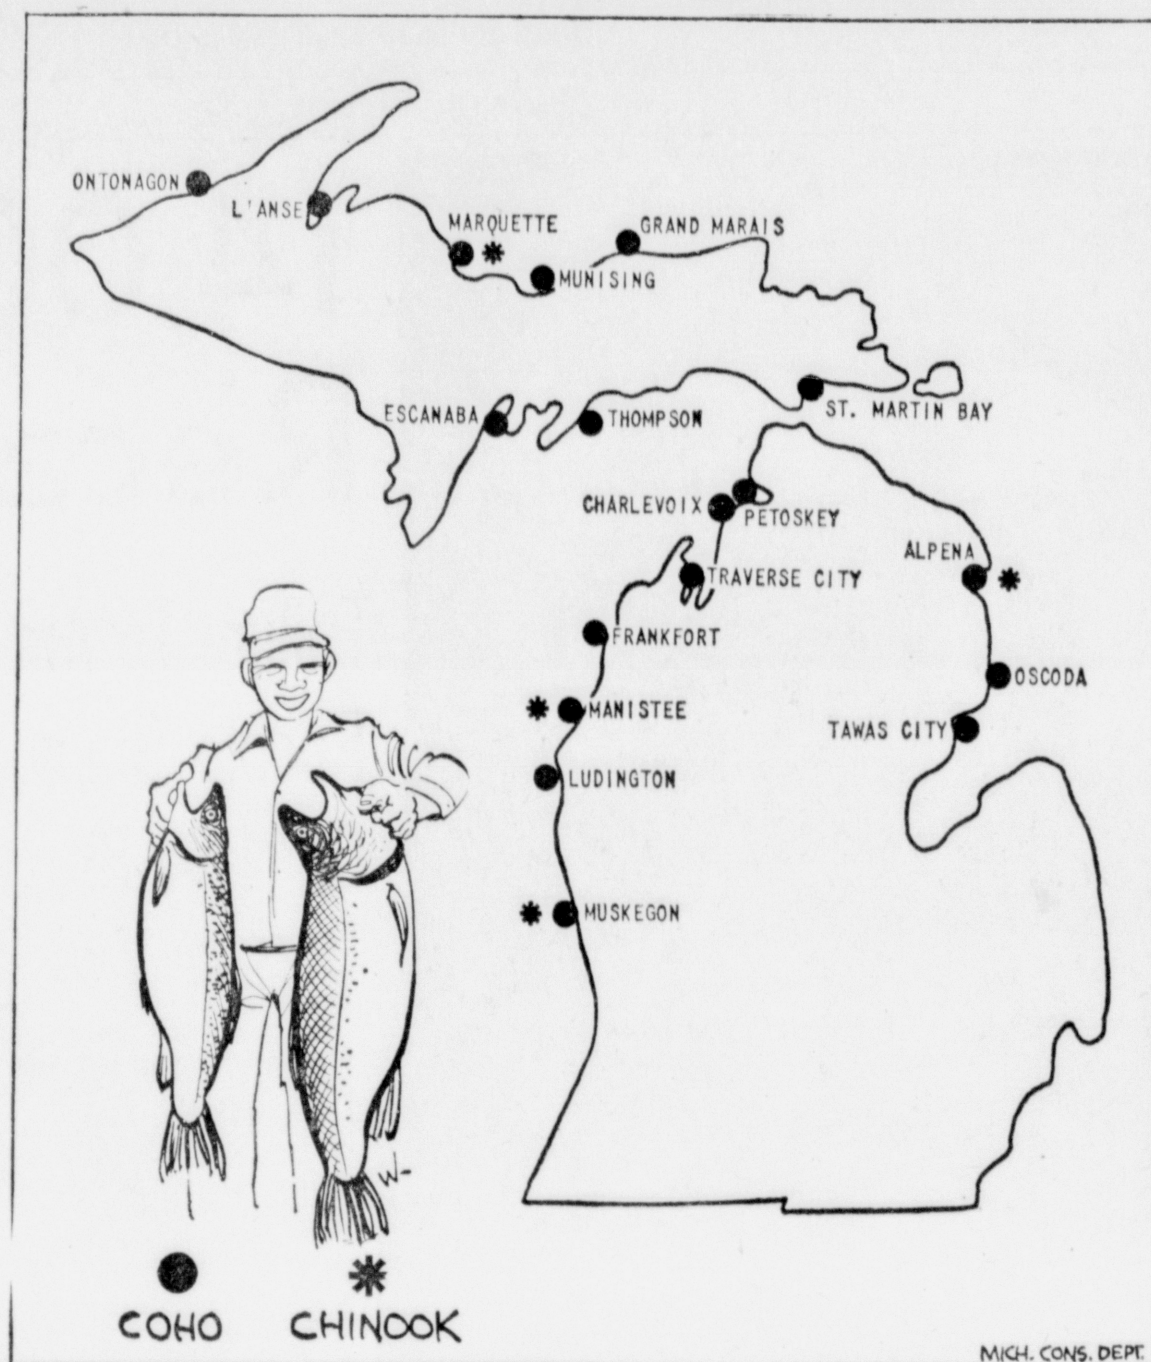 ONTONAGON
L'ANSE
MARQUETTE
GRAND MARAIS
MUNISING
ESCANABA
THOMPSON
ST. MARTIN BAY
CHARLEVOIX
PETOSKEY
ALPENA
TRAVERSE CITY
FRANKFORT
OSCODA
MANISTEE
TAWAS CITY
LUDINGTON
MUSKEGON
W-
COHO
CHINOOK
MICH. CONS. DEPT.